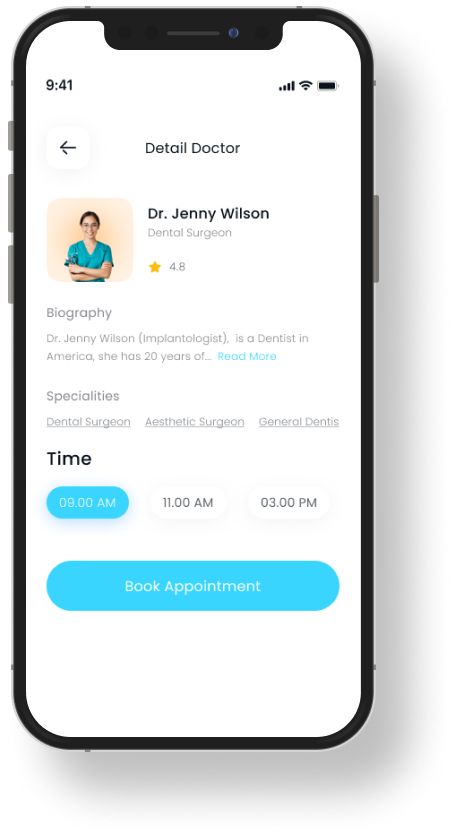 9:41
Detail Doctor
Dr. Jenny Wilson
Dental Surgeon
4.8
Biography
Dr. Jenny Wilson (Implantologist), is a Dentist in
America, she has 20 years of... Read More
Specialities
Dental Surgeon Aesthetic Surgeon General Dentis
Time
09.00 AM 11.00 AM 03.00 PM
Book Appointment